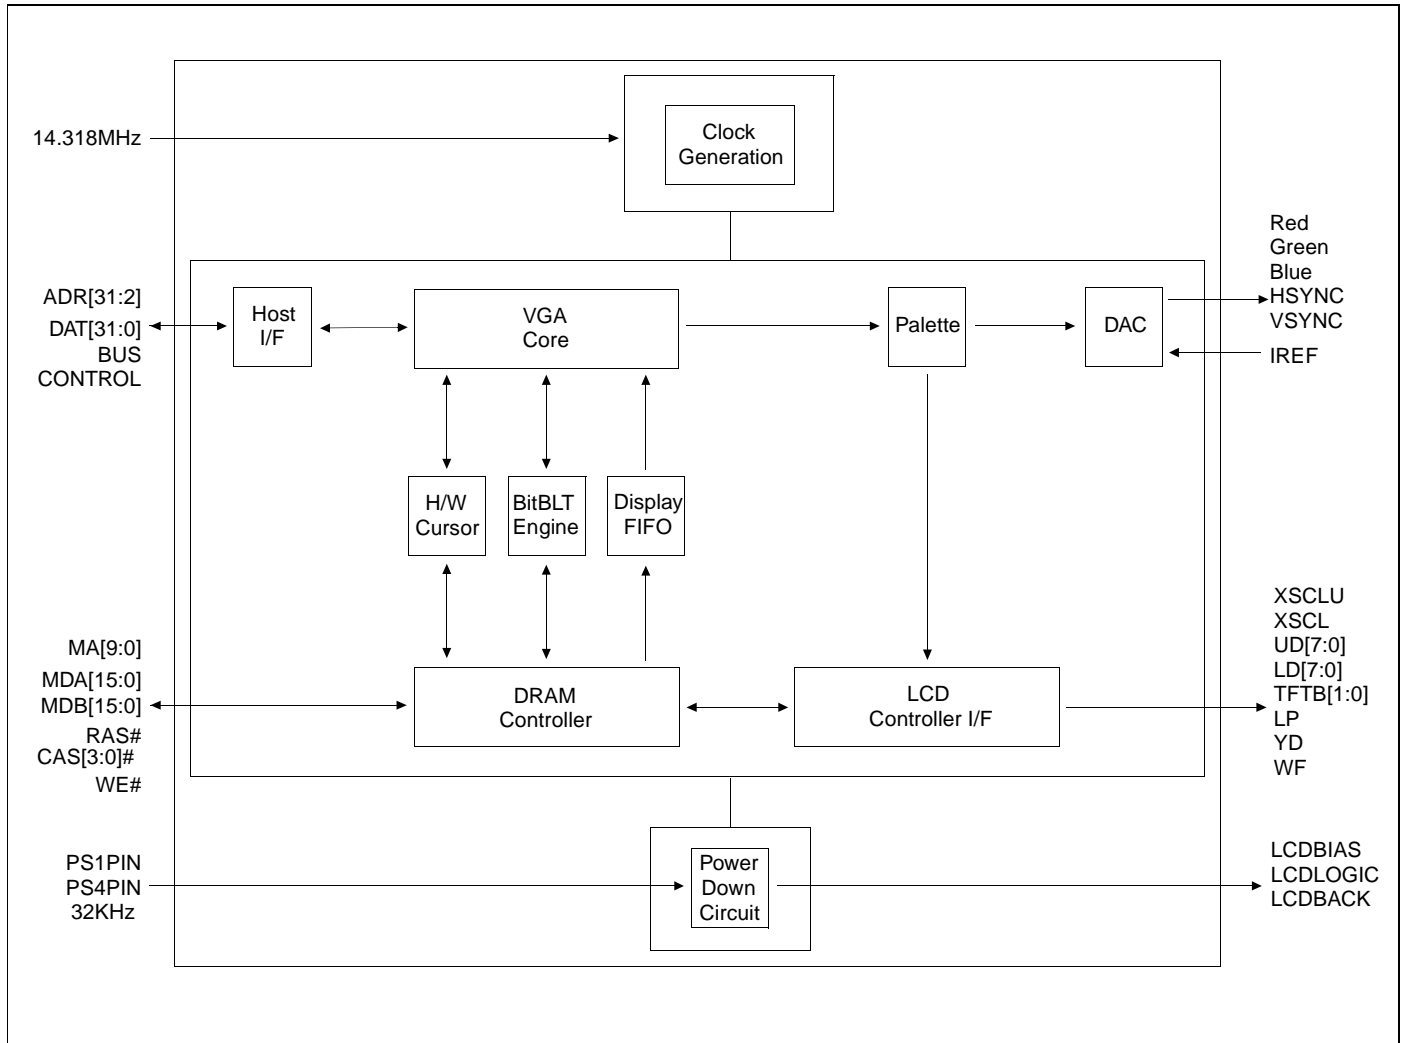 14.318MHz
Clock
Generation
Red
Green
Blue
HSYNC
VSYNC
IREF
ADR[31:2]
DAT[31:0]
BUS
CONTROL
Host
I/F
VGA
Core
Palette
DAC
H/W
Cursor
BitBLT
Engine
Display
FIFO
MA[9:0]
MDA[15:0]
MDB[15:0]
RAS#
CAS[3:0]#
WE#
DRAM
Controller
LCD
Controller I/F
XSCLU
XSCL
UD[7:0]
LD[7:0]
TFTB[1:0]
LP
YD
WF
PS1PIN
PS4PIN
32KHz
Power
Down
Circuit
LCDBIAS
LCDLOGIC
LCDBACK